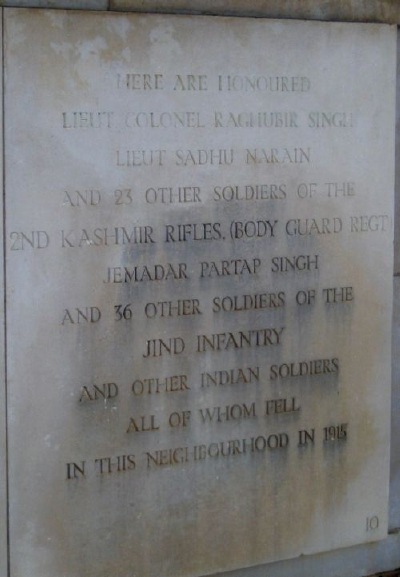 HERE ARE HONOURED
LIEUT COLONEL RAGHUBIR SINGH
LIEUT SADHU NARAIN
AND 23 OTHER SOLDIERS OF THE
2ND KASHMIR RIFLES, (BODY GUARD REGT
JEMADAR PARTAP SINGH
AND 36 OTHER SOLDIERS OF THE
JIND INFANTRY
AND OTHER INDIAN SOLDIERS
ALL OF WHOM FELL
IN THIS NEIGHBOURHOOD IN 1915
10